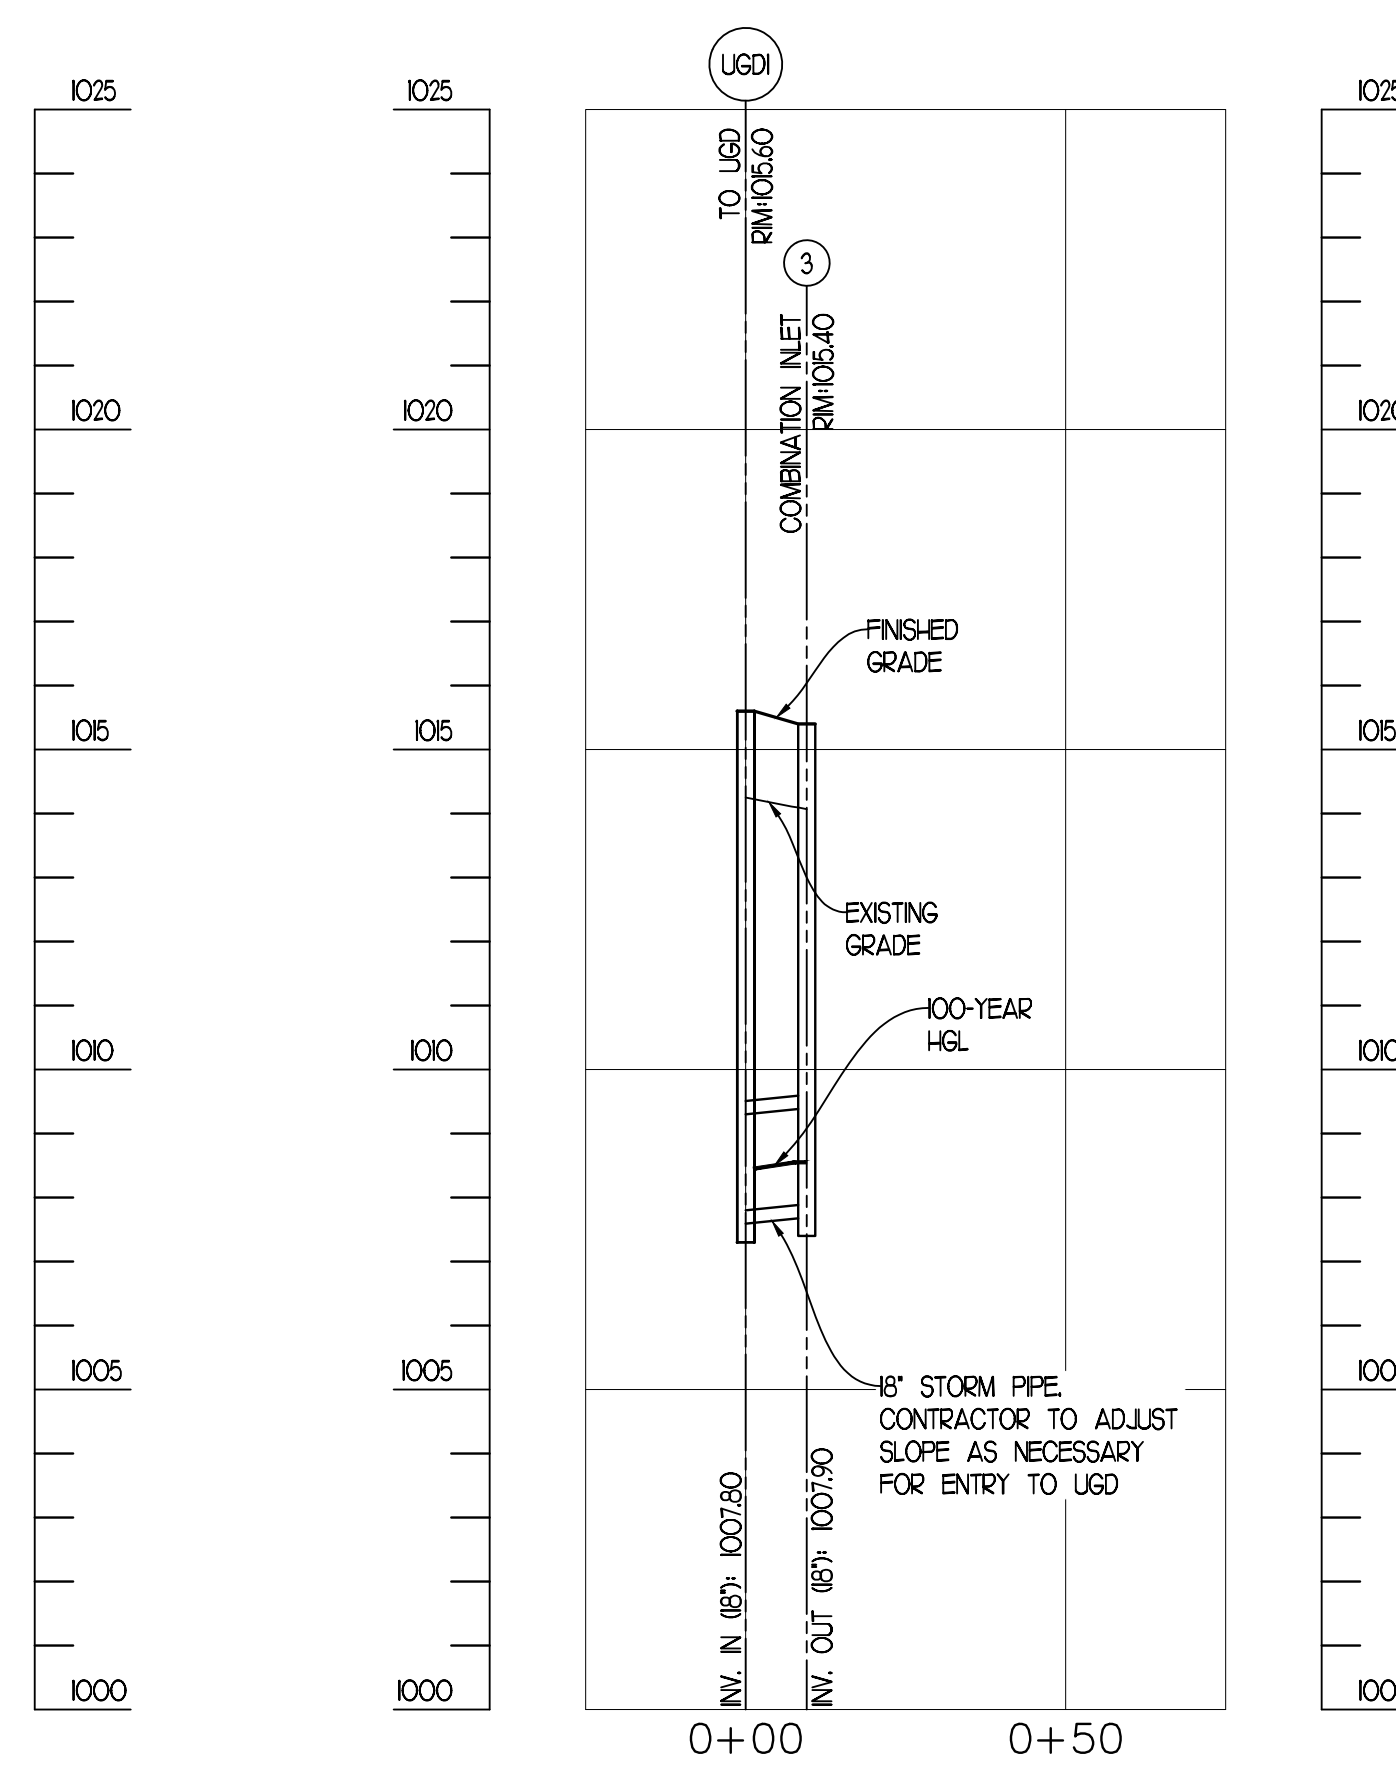 UGD1
TO UGD
RIM:1015.60
3
COMBINATION INLET
RIM:1015.40
1025
1020
1015
1010
1005
1000
1025
1020
1015
1010
1005
1000
FINISHED
GRADE
EXISTING
GRADE
100-YEAR
HGL
18" STORM PIPE.
CONTRACTOR TO ADJUST
SLOPE AS NECESSARY
FOR ENTRY TO UGD
INV. IN (18"): 1007.80
INV. OUT (18"): 1007.90
0+00
0+50
1015